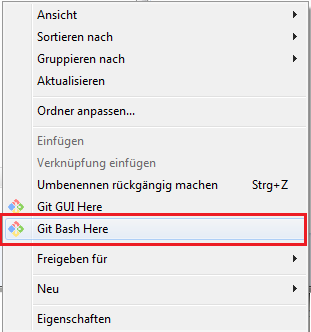 Ansicht
Sortieren nach
Gruppieren nach
Aktualisieren
Ordner anpassen...
Einfügen
Verknüpfung einfügen
Umbenennen rückgängig machen Strg+Z
Git GUI Here
Git Bash Here
Freigeben für
Neu
Eigenschaften